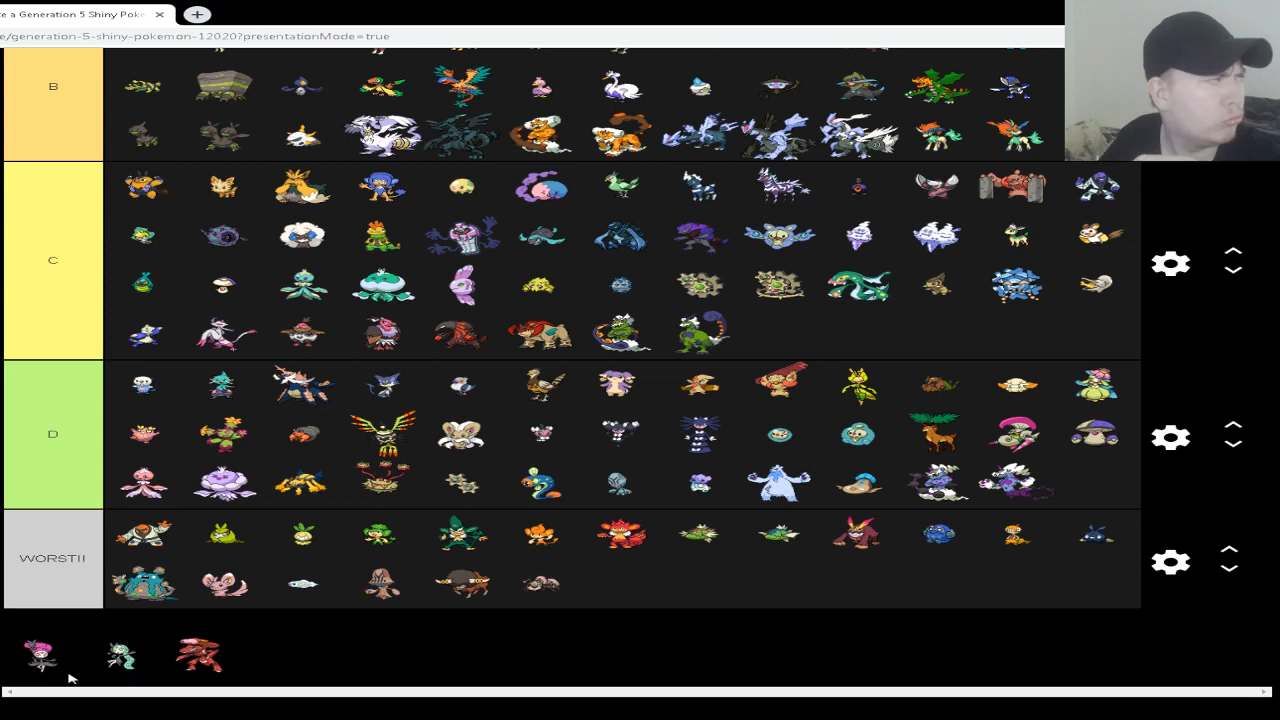 e a Generation 5 Shiny Poke
e/generation-5-shiny-pokemon-12020?presentationMode=true
B
C
D
WORST!!